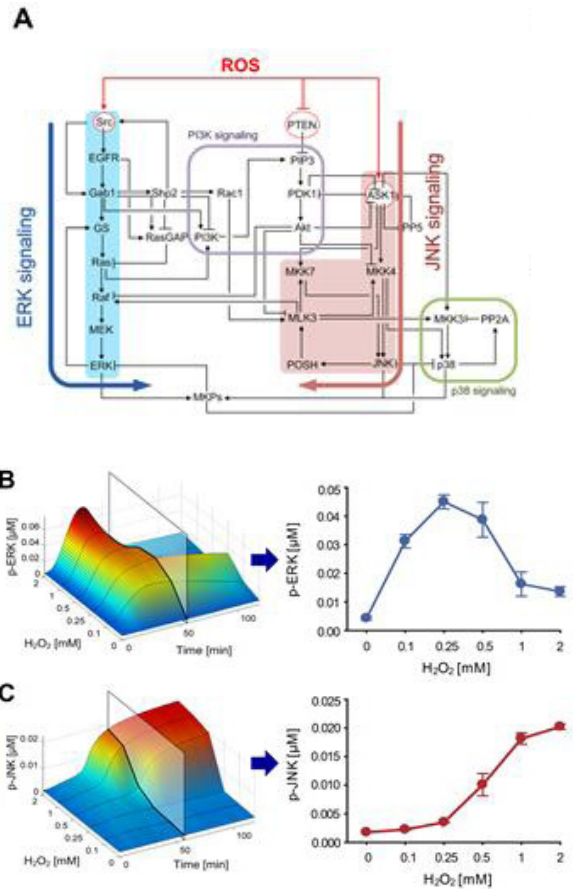 A
ROS
Src
PTEN
PI3K signaling
EGFR
PIP3
Gab1
Shp2
Rac1
PDK1
ASK1
GS
RasGAP
PI3K
Akt
PP5
Ras
MKK7
MKK4
Raf
MLK3
MKK3
PP2A
MEK
ERK
POSH
JNK
p38
MKPs
p38 signaling
ERK signaling
JNK signaling
B
p-ERK [μM]
0.06
0.04
0.02
0
2
1
0.5
0.25
0.1
0
H₂O₂ [mM]
0
50
100
Time [min]
p-ERK [μM]
0.05
0.04
0.03
0.02
0.01
0.00
0 0.1 0.25 0.5 1 2
H₂O₂ [mM]
C
p-JNK [μM]
0.02
0.01
0
2
1
0.5
0.25
0.1
0
H₂O₂ [mM]
0
50
100
Time [min]
p-JNK [μM]
0.025
0.020
0.015
0.010
0.005
0.000
0 0.1 0.25 0.5 1 2
H₂O₂ [mM]